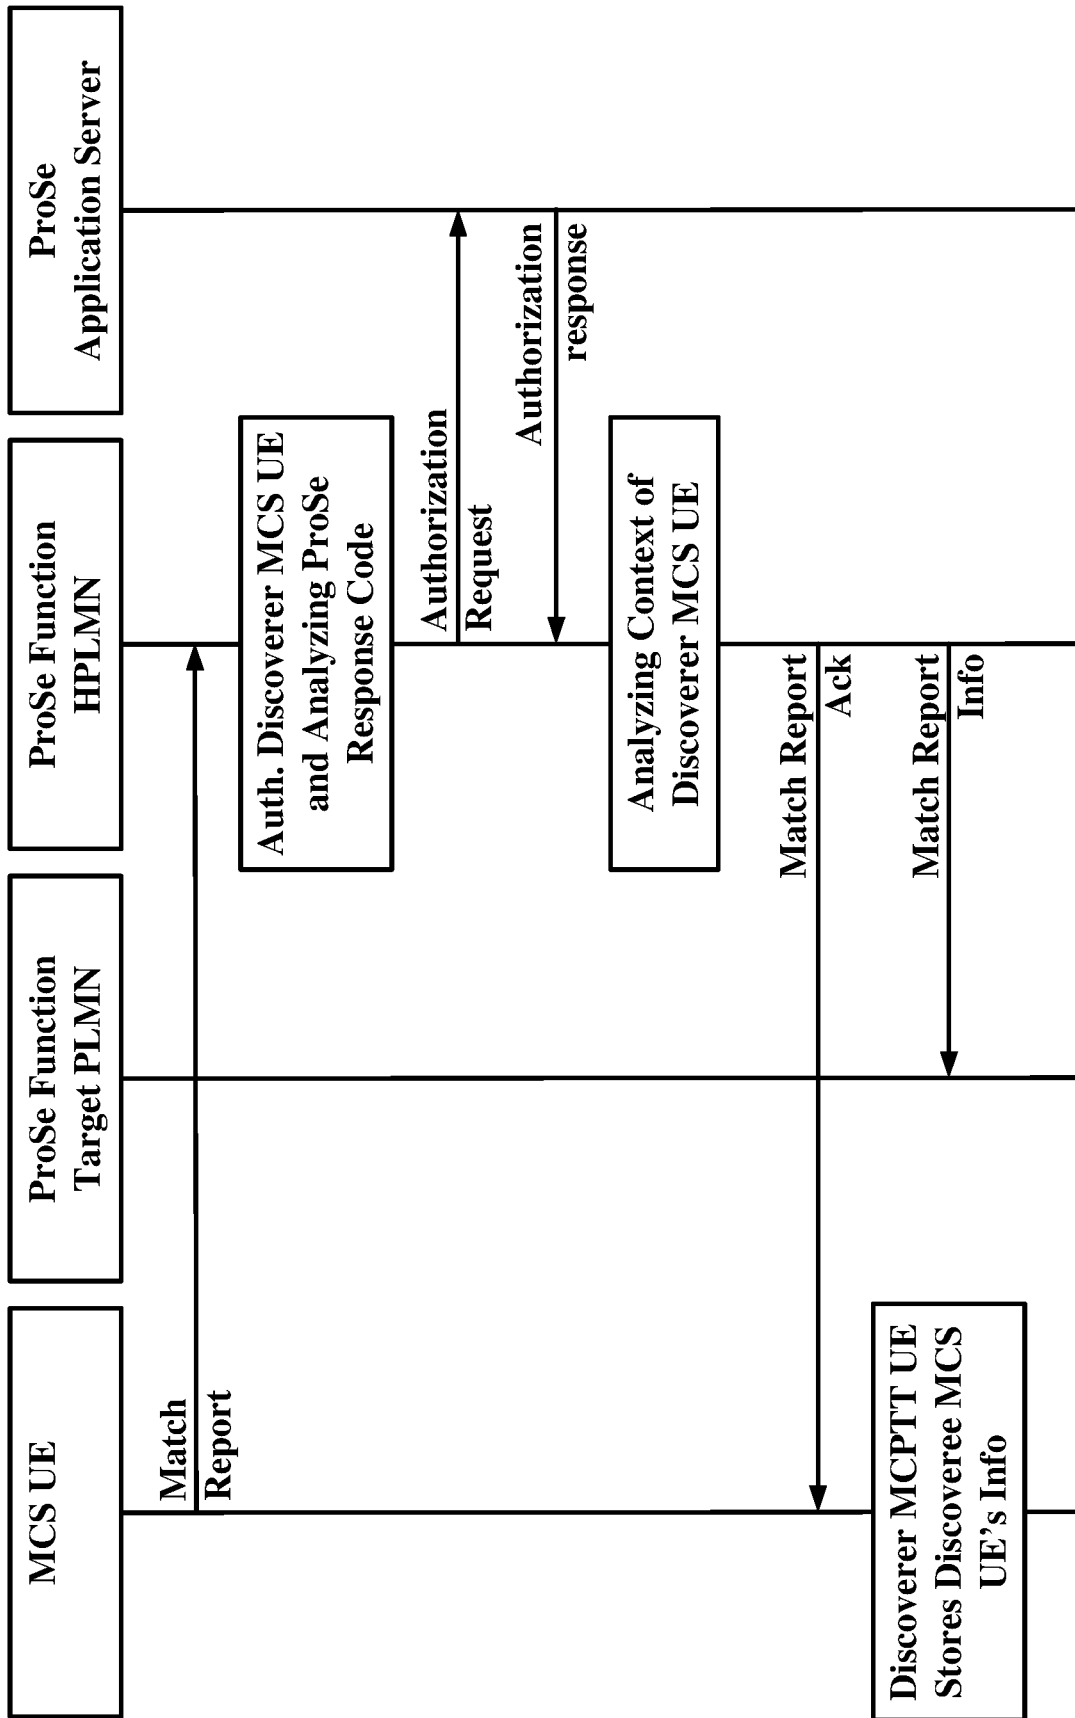 MCS UE
ProSe Function
Target PLMN
ProSe Function
HPLMN
ProSe
Application Server
Match
Report
Auth. Discoverer MCS UE
and Analyzing ProSe
Response Code
Authorization
Request
Authorization
response
Analyzing Context of
Discoverer MCS UE
Match Report
Ack
Discoverer MCPTT UE
Stores Discoveree MCS
UE's Info
Match Report
Info